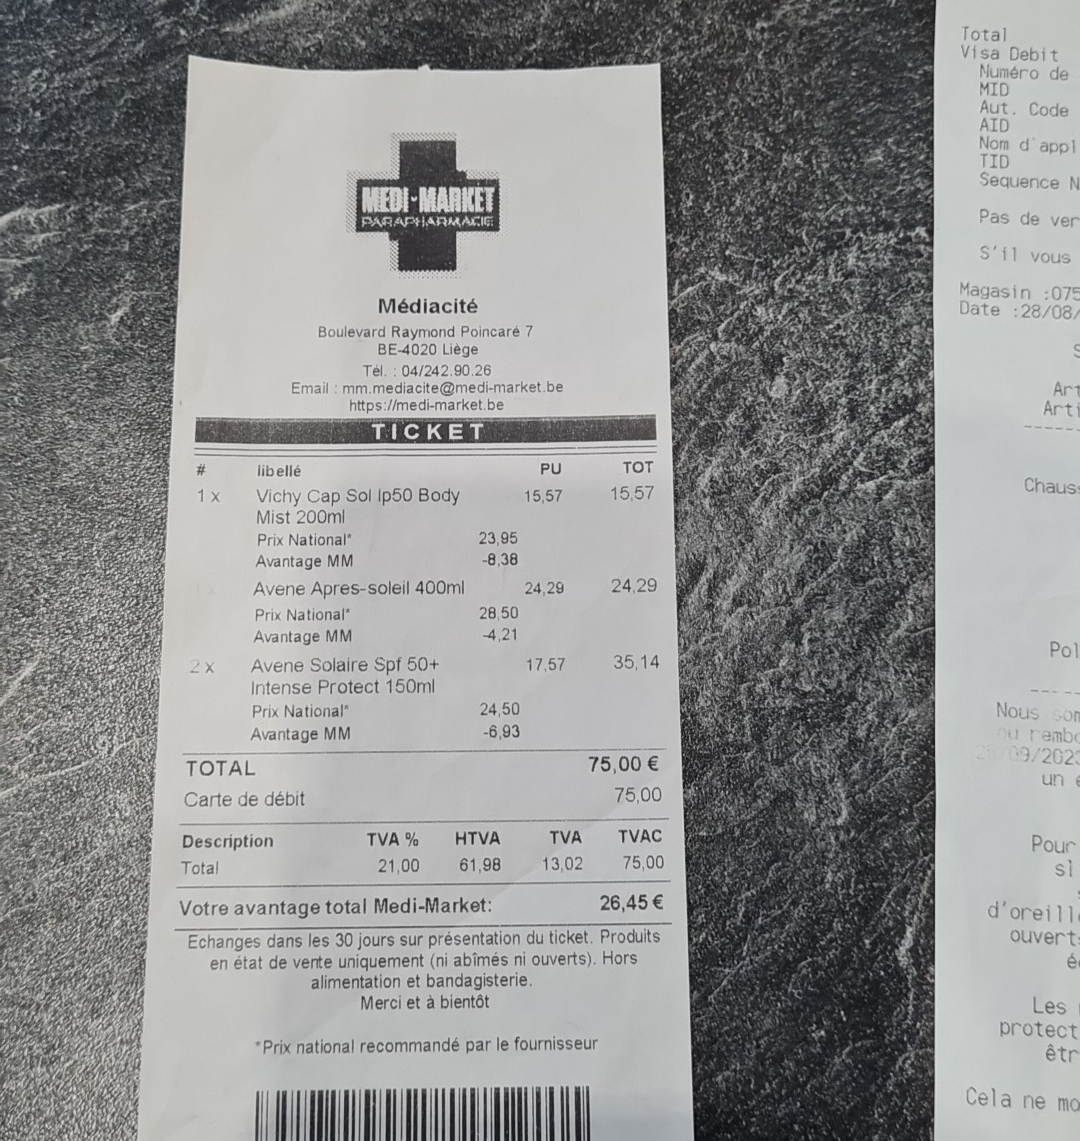 MEDI-MARKET
PARAPHARMACIE
Médiacité
Boulevard Raymond Poincaré 7
BE-4020 Liège
Tél. : 04/242.90.26
Email : mm.mediacite@medi-market.be
https://medi-market.be
TICKET
# libellé PU TOT
1 x Vichy Cap Sol Ip50 Body 15,57 15,57
Mist 200ml
Prix National* 23,95
Avantage MM -8,38
Avene Apres-soleil 400ml 24,29 24,29
Prix National* 28,50
Avantage MM -4,21
2 x Avene Solaire Spf 50+ 17,57 35,14
Intense Protect 150ml
Prix National* 24,50
Avantage MM -6,93
TOTAL 75,00 €
Carte de débit 75,00
Description TVA % HTVA TVA TVAC
Total 21,00 61,98 13,02 75,00
Votre avantage total Medi-Market: 26,45 €
Echanges dans les 30 jours sur présentation du ticket. Produits
en état de vente uniquement (ni abîmés ni ouverts). Hors
alimentation et bandagisterie.
Merci et à bientôt
*Prix national recommandé par le fournisseur
Total
Visa Debit
Numéro de
MID
Aut. Code
AID
Nom d'appl
TID
Sequence N
Pas de ver
S'il vous
Magasin :075
Date :28/08/
S
Art
Arti
Chauss
Pol
Nous som
ou rembo
09/2023
un
Pour
sl
d'oreill
ouvert
Les
protect
êtr
Cela ne mo